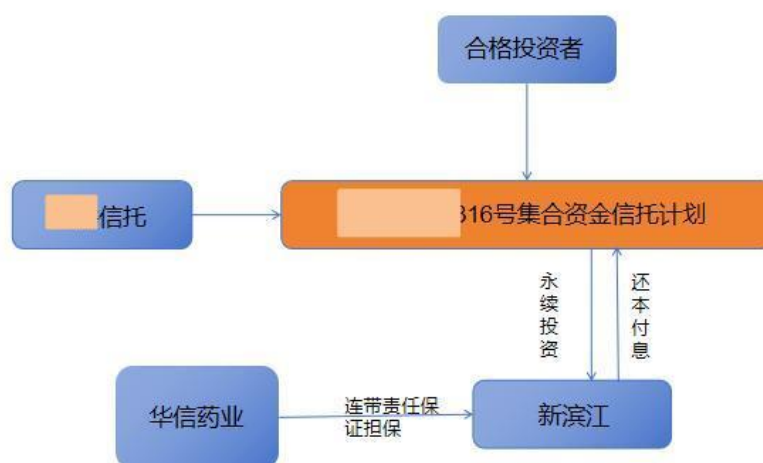 合格投资者
信托
316号集合资金信托计划
永续投资
还本付息
华信药业
连带责任保
证担保
新滨江